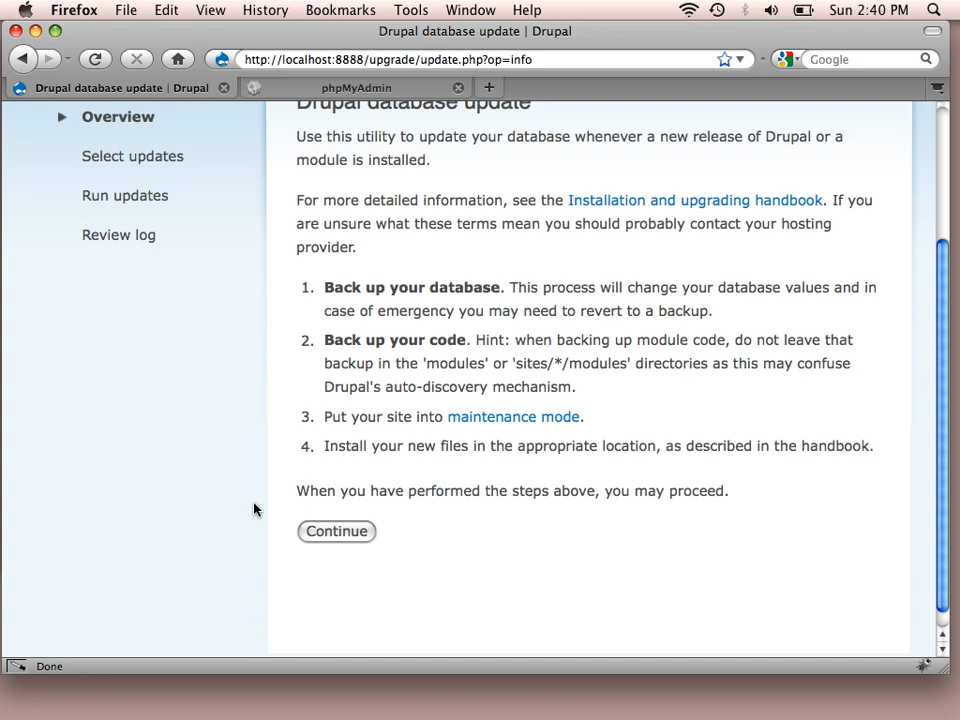 Firefox File Edit View History Bookmarks Tools Window Help Sun 2:40 PM
Drupal database update | Drupal
http://localhost:8888/upgrade/update.php?op=info Google
Drupal database update | Drupal phpMyAdmin
Drupal database update
Overview
Select updates
Run updates
Review log
Use this utility to update your database whenever a new release of Drupal or a
module is installed.
For more detailed information, see the Installation and upgrading handbook. If you
are unsure what these terms mean you should probably contact your hosting
provider.
1. Back up your database. This process will change your database values and in
case of emergency you may need to revert to a backup.
2. Back up your code. Hint: when backing up module code, do not leave that
backup in the 'modules' or 'sites/*/modules' directories as this may confuse
Drupal's auto-discovery mechanism.
3. Put your site into maintenance mode.
4. Install your new files in the appropriate location, as described in the handbook.
When you have performed the steps above, you may proceed.
Continue
Done